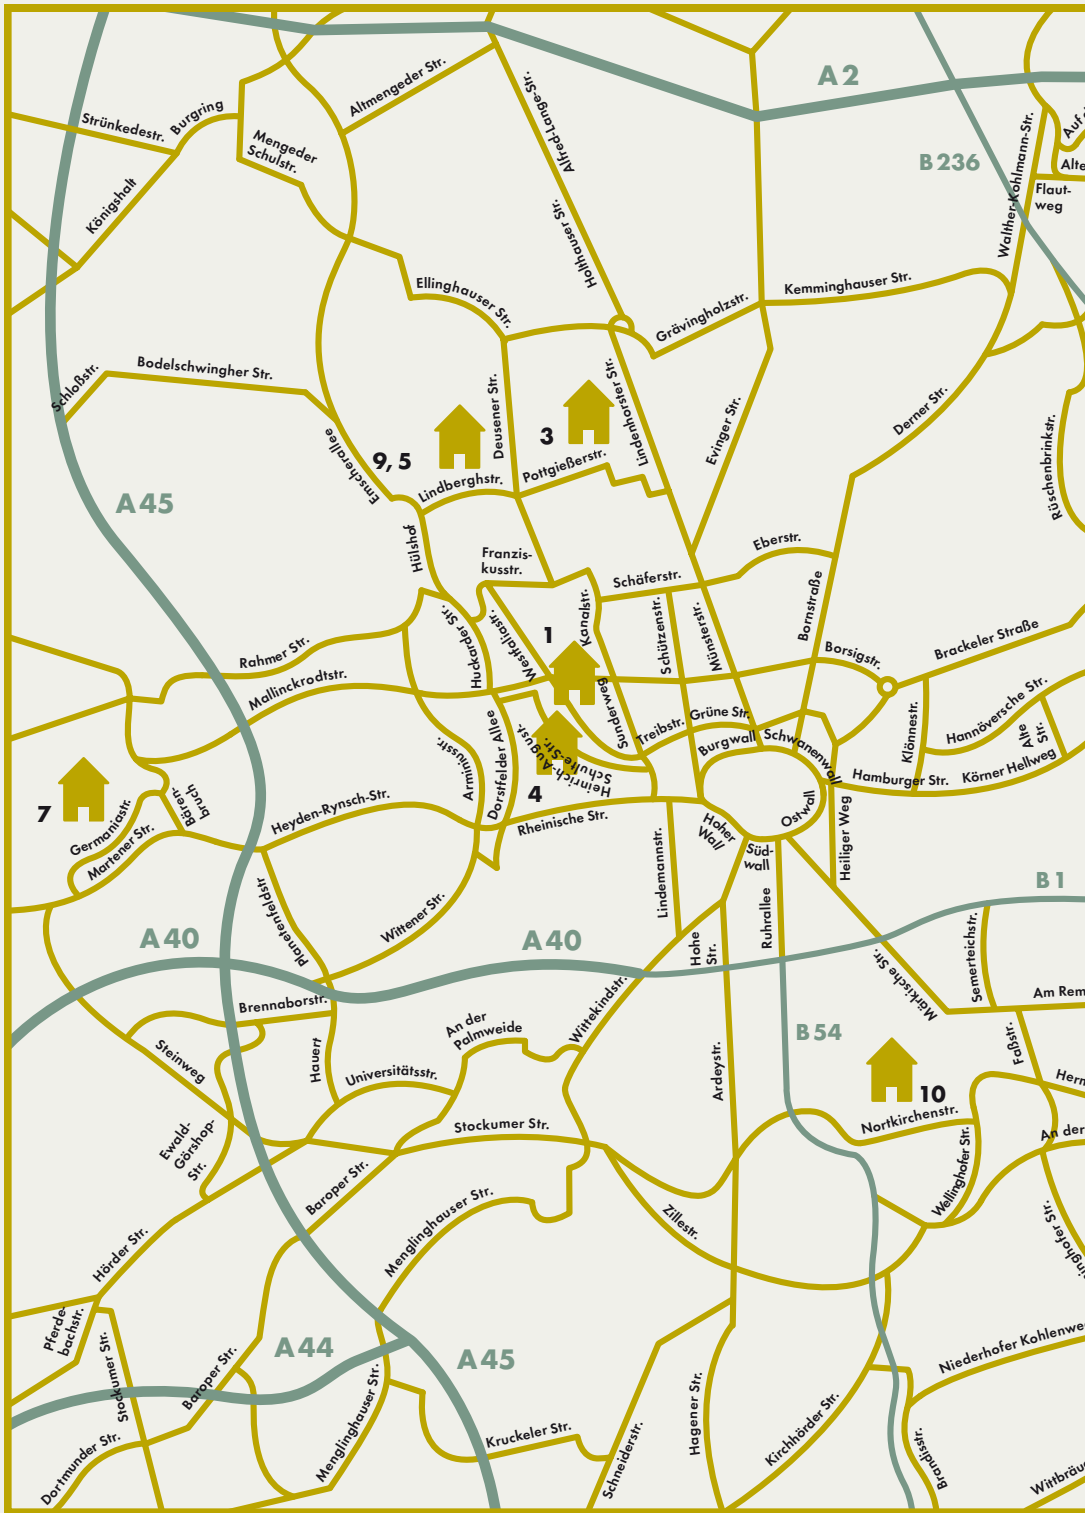 A 2
Altmengeder Str.
Alfred-Lange-Str.
Burgring
Strünkedestr.
Mengeder
Schulstr.
Königshalt
B 236
Walther-Kohlmann-Str.
Alte
Flaut-
weg
Holthauser Str.
Ellinghauser Str.
Grävingholzstr.
Kemminghauser Str.
Schloßstr.
Bodelschwingher Str.
Deusener Str.
Lindenhorster Str.
Evinger Str.
Derner Str.
Rüschenbrinkstr.
Emscherallee
9, 5
3
Lindberghstr.
Pottgießerstr.
A 45
Hülshof
Franzis-
kusstr.
Schäferstr.
Eberstr.
Bornstraße
Huckarder Str.
Westfaliastr.
1
Kanalstr.
Schützenstr.
Münsterstr.
Borsigstr.
Brackeler Straße
Rahmer Str.
Mallinckrodtstr.
Sunderweg
Treibstr.
Grüne Str.
Burgwall
Schwanenwall
Klönnestr.
Hannöversche Str.
Alte
Str.
Hamburger Str.
Körner Hellweg
Arminiusstr.
Dorstfelder Allee
Heinrich-August-
Schulte-Str.
4
7
Germaniastr.
Bären-
bruch
Martener Str.
Heyden-Rynsch-Str.
Rheinische Str.
Hoher
Wall
Süd-
wall
Ostwall
Heiliger Weg
Lindemannstr.
Ruhrallee
B 1
Planetenfeldstr
Wittener Str.
A 40
A 40
Hohe
Str.
Märkische Str.
Semerteichstr.
Am Rem
Brennaborstr.
Steinweg
Hauert
An der
Palmweide
Wittekindstr.
Ardeystr.
B 54
Faßstr.
Universitätsstr.
10
Herm
Nortkirchenstr.
An der
Ewald-
Görshop-
Str.
Stockumer Str.
Baroper Str.
Wellinghofer Str.
Menglinghauser Str.
Zillestr.
Hörder Str.
Pferde-
bachstr.
Stockumer Str.
A 44
A 45
Baroper Str.
Menglinghauser Str.
Niederhofer Kohlenwe
Dortmunder Str.
Kruckeler Str.
Schneiderstr.
Hagener Str.
Kirchhörder Str.
Brandisstr.
Wittbräu